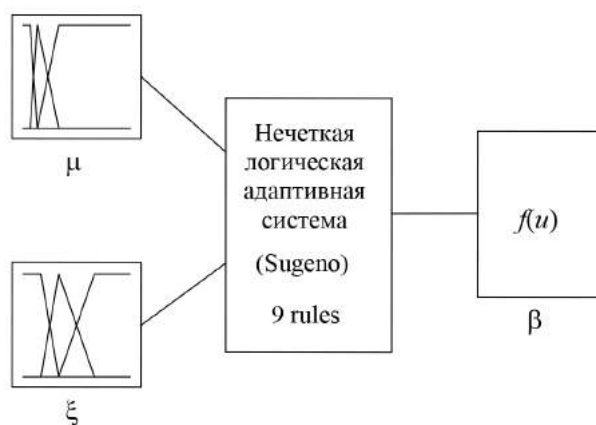 μ
Нечеткая
логическая
адаптивная
система
(Sugeno)
9 rules
f(u)
β
ξ